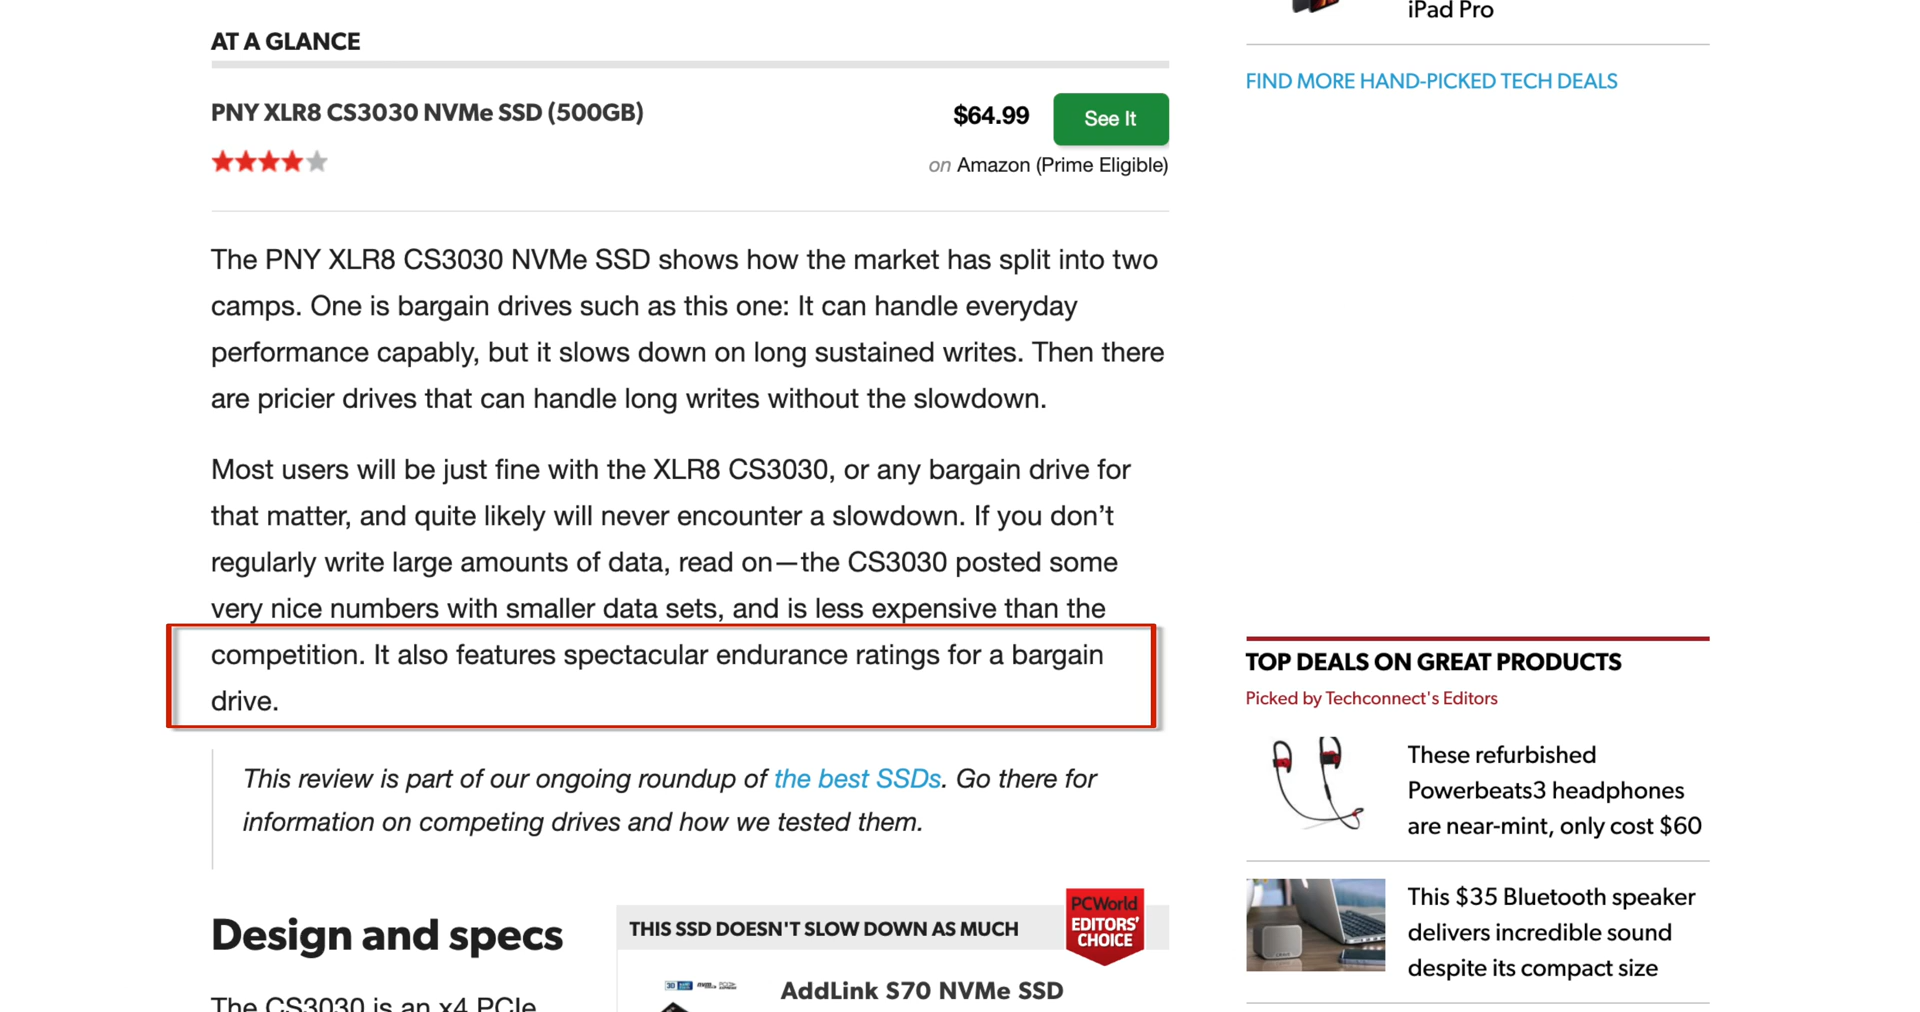 AT A GLANCE
PNY XLR8 CS3030 NVMe SSD (500GB)
$64.99
See It
on Amazon (Prime Eligible)
The PNY XLR8 CS3030 NVMe SSD shows how the market has split into two
camps. One is bargain drives such as this one: It can handle everyday
performance capably, but it slows down on long sustained writes. Then there
are pricier drives that can handle long writes without the slowdown.
Most users will be just fine with the XLR8 CS3030, or any bargain drive for
that matter, and quite likely will never encounter a slowdown. If you don’t
regularly write large amounts of data, read on—the CS3030 posted some
very nice numbers with smaller data sets, and is less expensive than the
competition. It also features spectacular endurance ratings for a bargain
drive.
This review is part of our ongoing roundup of the best SSDs. Go there for
information on competing drives and how we tested them.
Design and specs
The CS3030 is an x4 PCIe
THIS SSD DOESN'T SLOW DOWN AS MUCH
PCWorld
EDITORS'
CHOICE
AddLink S70 NVMe SSD
iPad Pro
FIND MORE HAND-PICKED TECH DEALS
TOP DEALS ON GREAT PRODUCTS
Picked by Techconnect's Editors
These refurbished
Powerbeats3 headphones
are near-mint, only cost $60
This $35 Bluetooth speaker
delivers incredible sound
despite its compact size